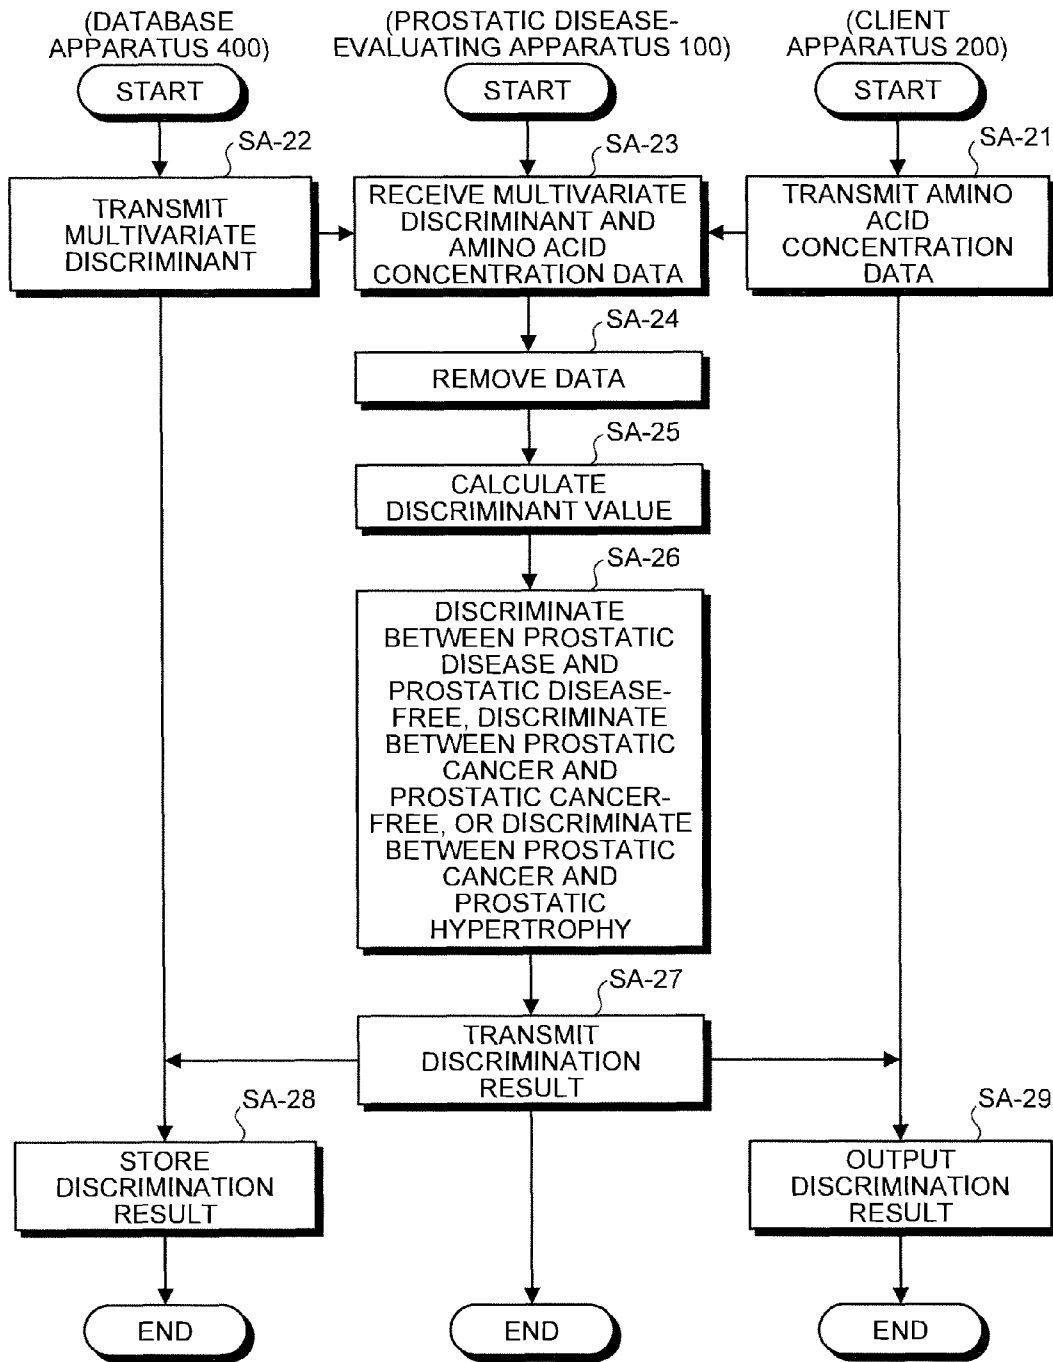 (DATABASE
APPARATUS 400)
(PROSTATIC DISEASE-
EVALUATING APPARATUS 100)
(CLIENT
APPARATUS 200)
START
START
START
SA-22
SA-23
SA-21
TRANSMIT
MULTIVARIATE
DISCRIMINANT
RECEIVE MULTIVARIATE
DISCRIMINANT AND
AMINO ACID
CONCENTRATION DATA
TRANSMIT AMINO
ACID
CONCENTRATION
DATA
SA-24
REMOVE DATA
SA-25
CALCULATE
DISCRIMINANT VALUE
SA-26
DISCRIMINATE
BETWEEN PROSTATIC
DISEASE AND
PROSTATIC DISEASE-
FREE, DISCRIMINATE
BETWEEN PROSTATIC
CANCER AND
PROSTATIC CANCER-
FREE, OR DISCRIMINATE
BETWEEN PROSTATIC
CANCER AND
PROSTATIC
HYPERTROPHY
SA-27
TRANSMIT
DISCRIMINATION
RESULT
SA-28
STORE
DISCRIMINATION
RESULT
SA-29
OUTPUT
DISCRIMINATION
RESULT
END
END
END